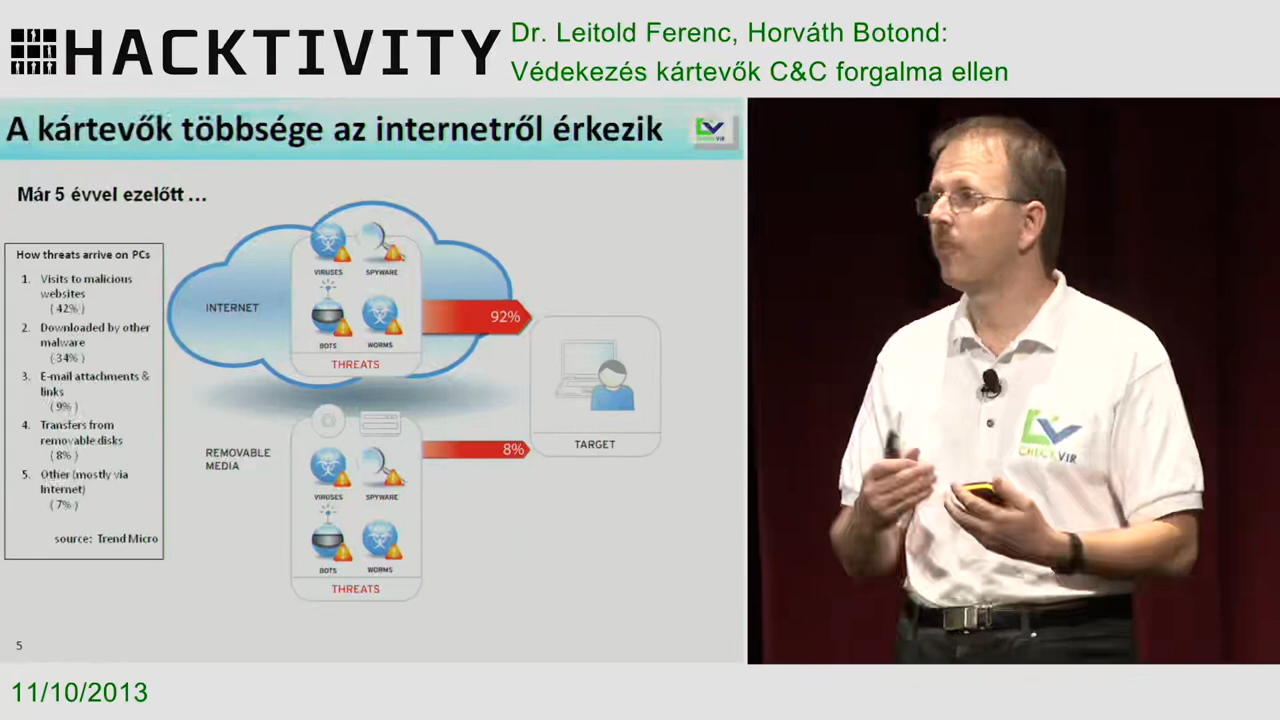 HACKTIVITY
Dr. Leitold Ferenc, Horváth Botond:
Védekezés kártevők C&C forgalma ellen
A kártevők többsége az internetről érkezik
Már 5 évvel ezelőtt ...
How threats arrive on PCs
1. Visits to malicious
websites
( 42% )
2. Downloaded by other
malware
( 34% )
3. E-mail attachments &
links
( 9% )
4. Transfers from
removable disks
( 8% )
5. Other (mostly via
Internet)
( 7% )
source: Trend Micro
INTERNET
VIRUSES
SPYWARE
BOTS
WORMS
THREATS
92%
REMOVABLE
MEDIA
VIRUSES
SPYWARE
BOTS
WORMS
THREATS
8%
TARGET
5
CHECK VIR
11/10/2013